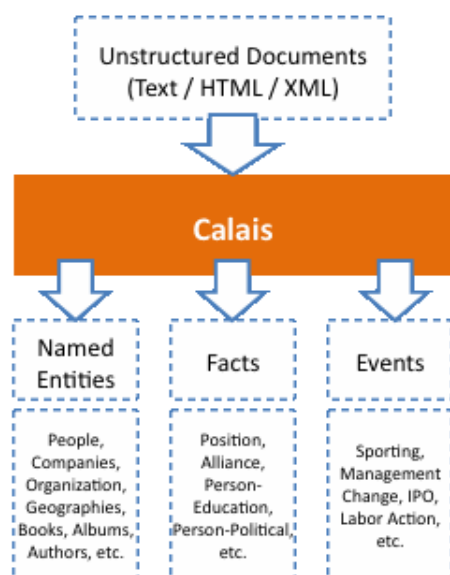 Unstructured Documents
(Text / HTML / XML)
Calais
Named
Entities
Facts
Events
People,
Companies,
Organization,
Geographies,
Books, Albums,
Authors, etc.
Position,
Alliance,
Person-
Education,
Person-Political,
etc.
Sporting,
Management
Change, IPO,
Labor Action,
etc.